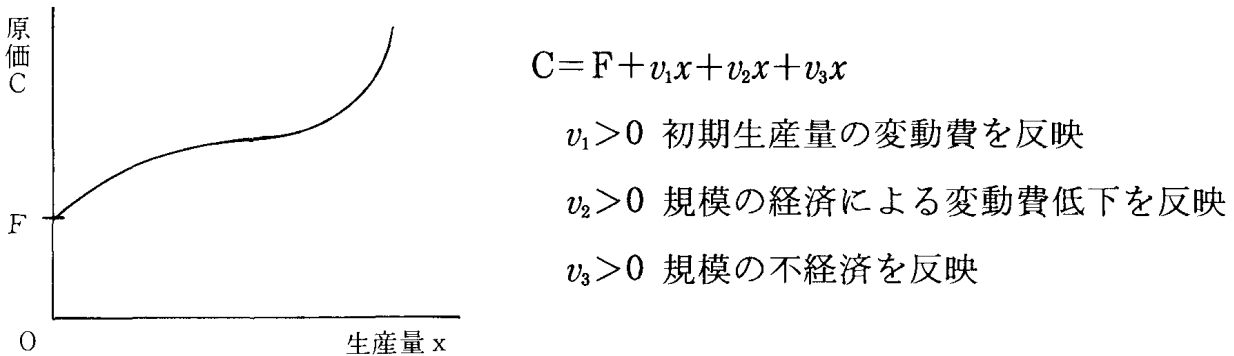 原価C
C=F+v₁x+v₂x+v₃x
v₁>0 初期生産量の変動費を反映
v₂>0 規模の経済による変動費低下を反映
v₃>0 規模の不経済を反映
F
O
生産量 x